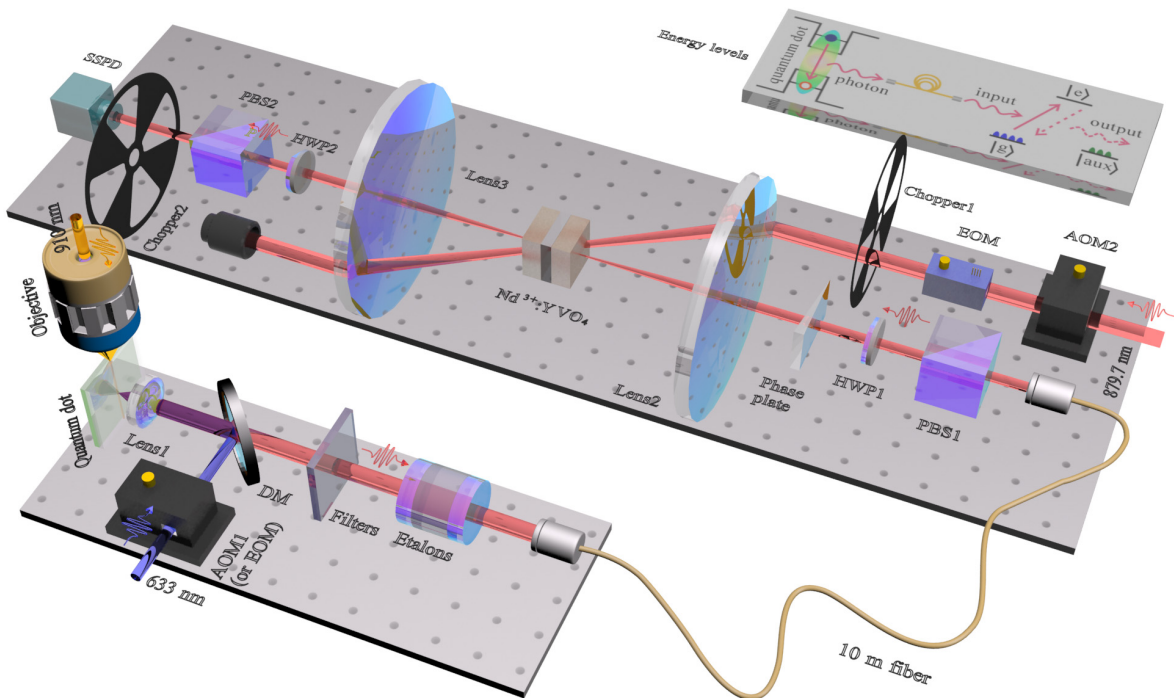 Energy levels
quantum dot
photon
input
|e⟩
output
|g⟩
|aux⟩
photon
SSPD
PBS2
HWP2
Lens3
Chopper2
Chopper1
EOM
AOM2
910 nm
Objective
Nd ³⁺:YVO₄
879.7 nm
Lens2
Phase
plate
HWP1
PBS1
Quantum dot
Lens1
DM
Filters
Etalons
AOM1
(or EOM)
633 nm
10 m fiber